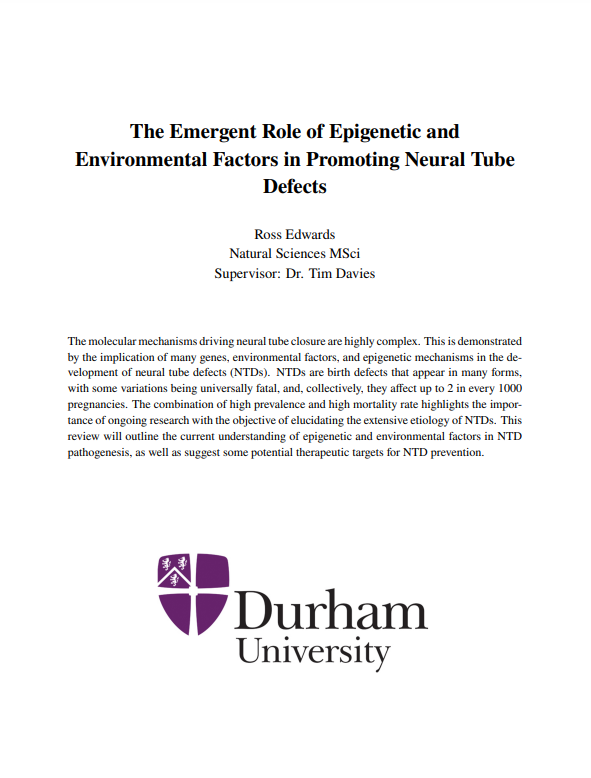 The Emergent Role of Epigenetic and
Environmental Factors in Promoting Neural Tube
Defects
Ross Edwards
Natural Sciences MSci
Supervisor: Dr. Tim Davies
The molecular mechanisms driving neural tube closure are highly complex. This is demonstrated
by the implication of many genes, environmental factors, and epigenetic mechanisms in the de-
velopment of neural tube defects (NTDs). NTDs are birth defects that appear in many forms,
with some variations being universally fatal, and, collectively, they affect up to 2 in every 1000
pregnancies. The combination of high prevalence and high mortality rate highlights the impor-
tance of ongoing research with the objective of elucidating the extensive etiology of NTDs. This
review will outline the current understanding of epigenetic and environmental factors in NTD
pathogenesis, as well as suggest some potential therapeutic targets for NTD prevention.
Durham
University